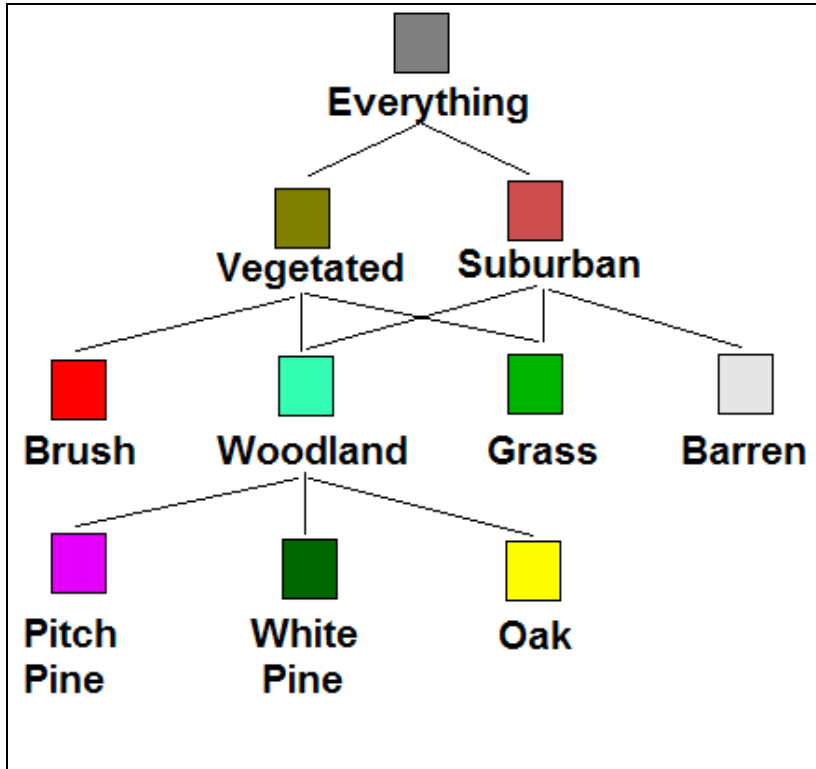 Everything
Vegetated
Suburban
Brush
Woodland
Grass
Barren
Pitch
Pine
White
Pine
Oak